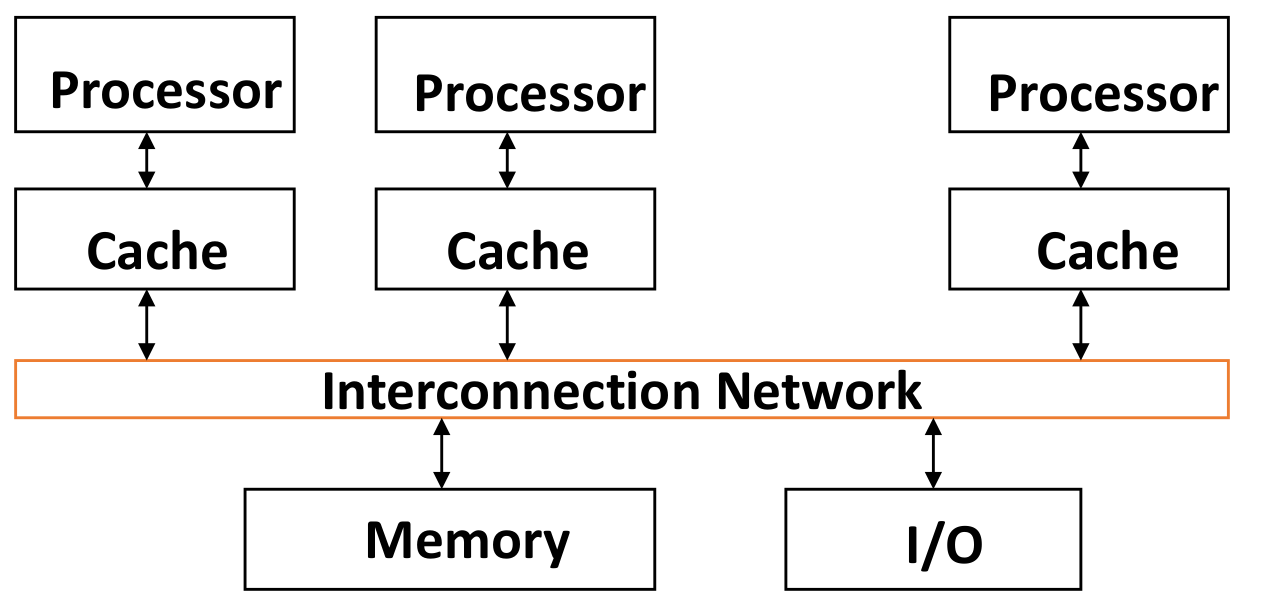 Processor Processor Processor
Cache Cache Cache
Interconnection Network
Memory I/O